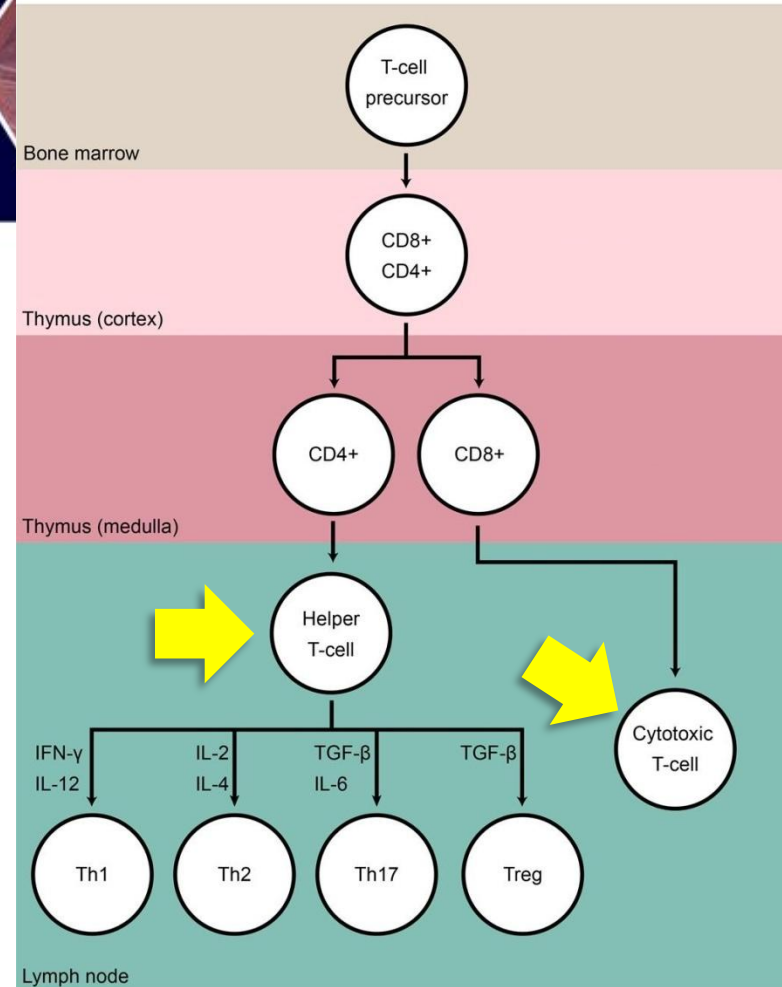 T-cell
precursor
Bone marrow
CD8+
CD4+
Thymus (cortex)
CD4+
CD8+
Thymus (medulla)
Helper
T-cell
Cytotoxic
T-cell
IFN-γ
IL-12
IL-2
IL-4
TGF-β
IL-6
TGF-β
Th1
Th2
Th17
Treg
Lymph node